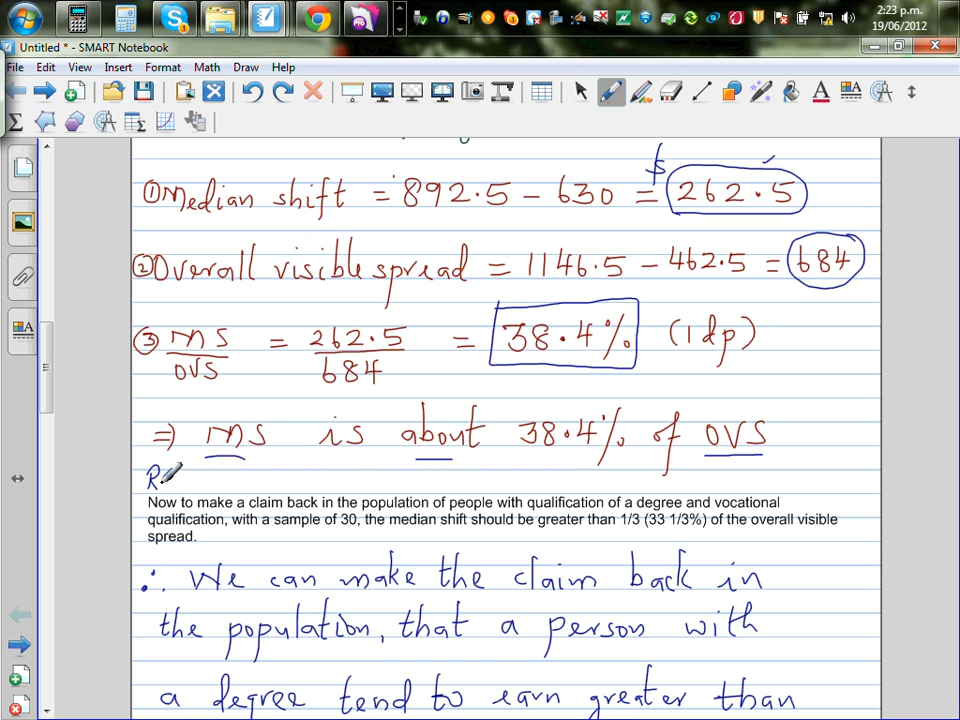 2:23 p.m.
19/06/2012
Untitled * - SMART Notebook
File Edit View Insert Format Math Draw Help
① Median shift = 892.5 - 630 = $ 262.5
② Overall visible spread = 1146.5 - 462.5 = 684
③ ms/OVS = 262.5/684 = 38.4% (1dp)
⇒ ms is about 38.4% of OVS
R
Now to make a claim back in the population of people with qualification of a degree and vocational
qualification, with a sample of 30, the median shift should be greater than 1/3 (33 1/3%) of the overall visible
spread.
∴ We can make the claim back in
the population, that a person with
a degree tend to earn greater than